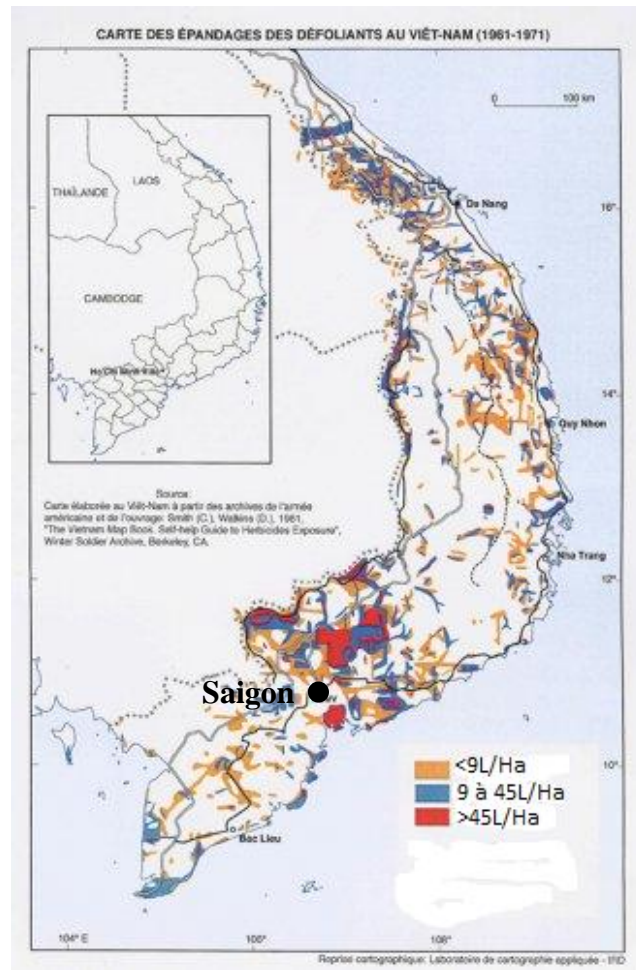 CARTE DES ÉPANDAGES DES DÉFOLIANTS AU VIÊT-NAM (1961-1971)
0 100 km
LAOS
THAÏLANDE
Da Nang
16°
CAMBODGE
14°
Quy Nhon
Source:
Carte élaborée au Viêt-Nam à partir des archives de l'armée
américaine et de l'ouvrage: Smith (C.), Watkins (D.), 1981,
"The Vietnam Map Book. Self-help Guide to Herbicides Exposure",
Winter Soldier Archive, Berkeley, CA.
Nha Trang
12°
Saigon
10°
<9L/Ha
9 à 45L/Ha
>45L/Ha
Bac Lieu
104° E
Reprise cartographique: Laboratoire de cartographie appliquée - IRD